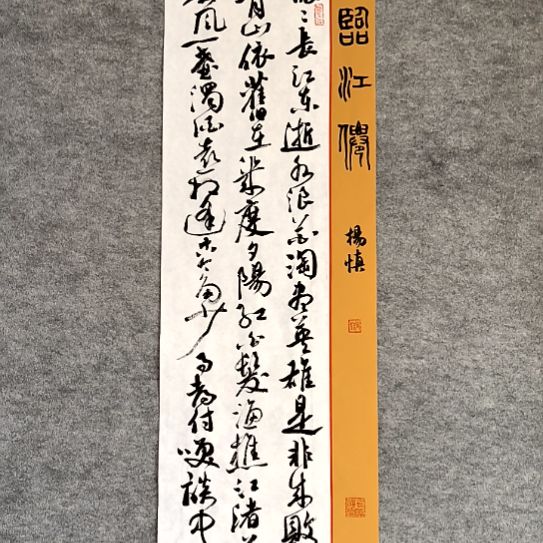 臨江僊
楊慎
長江東逝水浪花淘盡英雄是非成敗
青山依舊在幾度夕陽紅白髮漁樵江渚
風一壺濁酒喜相逢古今多少事都付咲談中